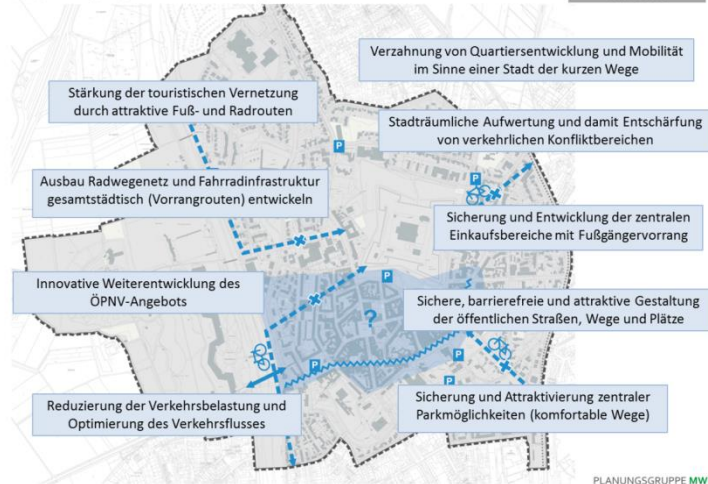 Verzahnung von Quartiersentwicklung und Mobilität
im Sinne einer Stadt der kurzen Wege
Stärkung der touristischen Vernetzung
durch attraktive Fuß- und Radrouten
Stadträumliche Aufwertung und damit Entschärfung
von verkehrlichen Konfliktbereichen
P
P
Ausbau Radwegenetz und Fahrradinfrastruktur
gesamtstädtisch (Vorrangrouten) entwickeln
Sicherung und Entwicklung der zentralen
Einkaufsbereiche mit Fußgängervorrang
Innovative Weiterentwicklung des
ÖPNV-Angebots
P
Sichere, barrierefreie und attraktive Gestaltung
der öffentlichen Straßen, Wege und Plätze
?
P
P
P
Reduzierung der Verkehrsbelastung und
Optimierung des Verkehrsflusses
Sicherung und Attraktivierung zentraler
Parkmöglichkeiten (komfortable Wege)
PLANUNGSGRUPPE MWM